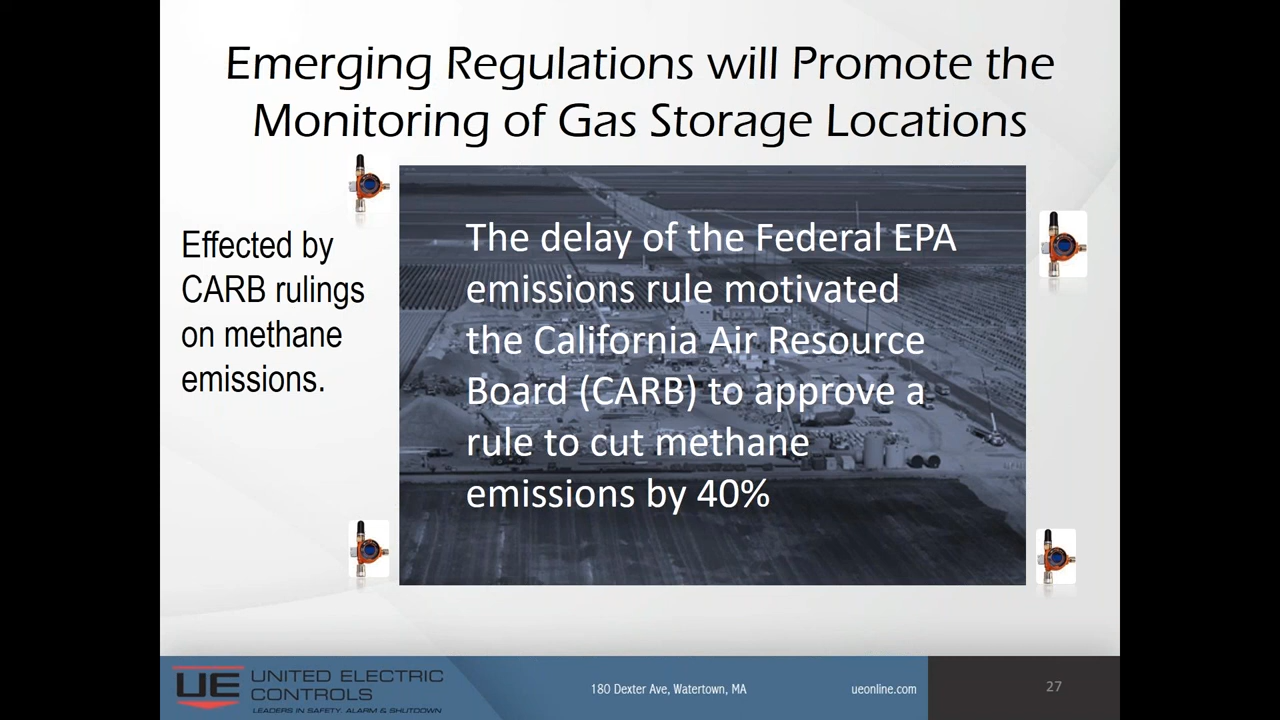 Emerging Regulations will Promote the
Monitoring of Gas Storage Locations
Effected by
CARB rulings
on methane
emissions.
The delay of the Federal EPA
emissions rule motivated
the California Air Resource
Board (CARB) to approve a
rule to cut methane
emissions by 40%
UE
UNITED ELECTRIC
CONTROLS
LEADERS IN SAFETY, ALARM & SHUTDOWN
180 Dexter Ave, Watertown, MA
ueonline.com
27